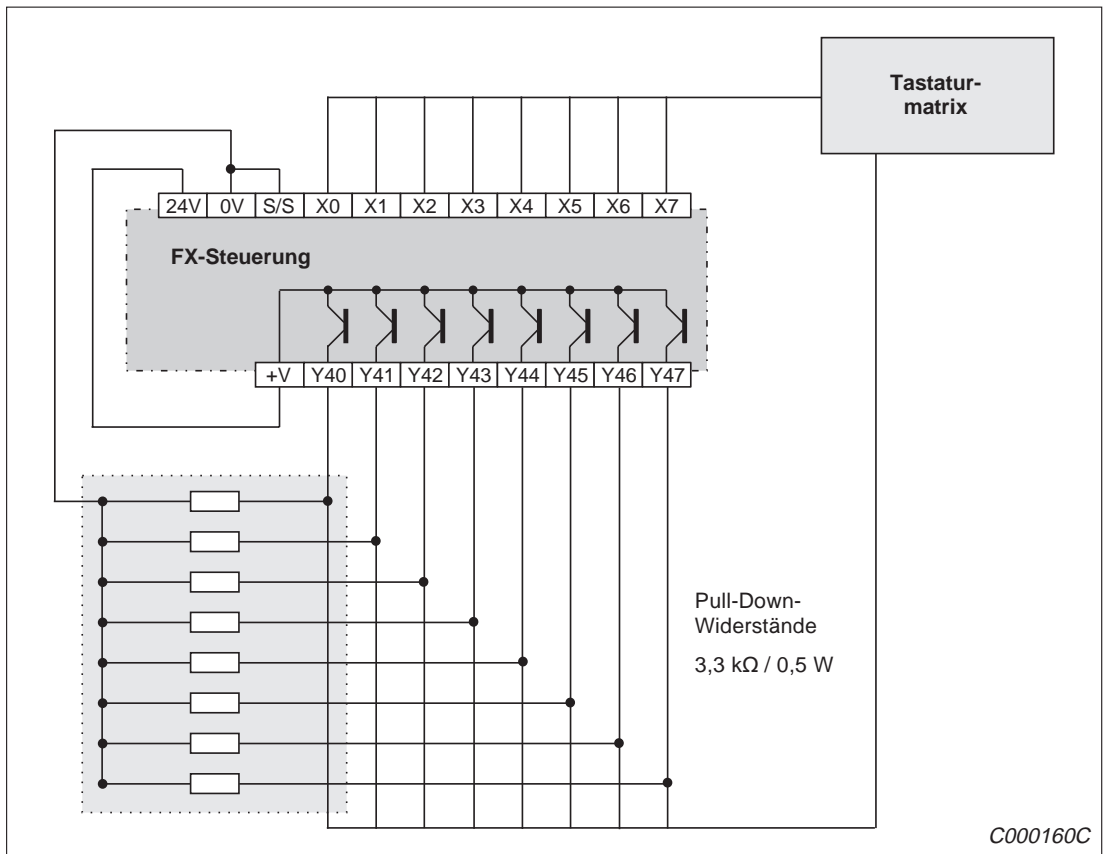 Tastatur-
matrix
24V 0V S/S X0 X1 X2 X3 X4 X5 X6 X7
FX-Steuerung
+V Y40 Y41 Y42 Y43 Y44 Y45 Y46 Y47
Pull-Down-
Widerstände
3,3 kΩ / 0,5 W
C000160C